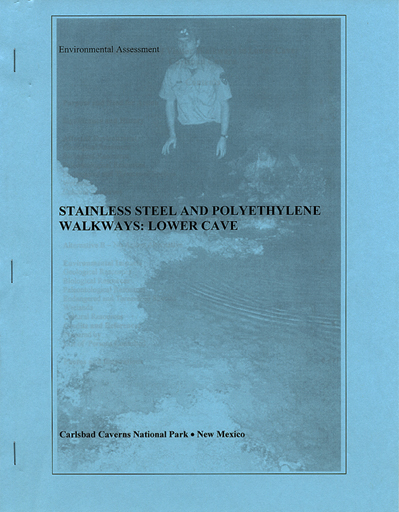 Environmental Assessment
STAINLESS STEEL AND POLYETHYLENE
WALKWAYS: LOWER CAVE
Carlsbad Caverns National Park • New Mexico